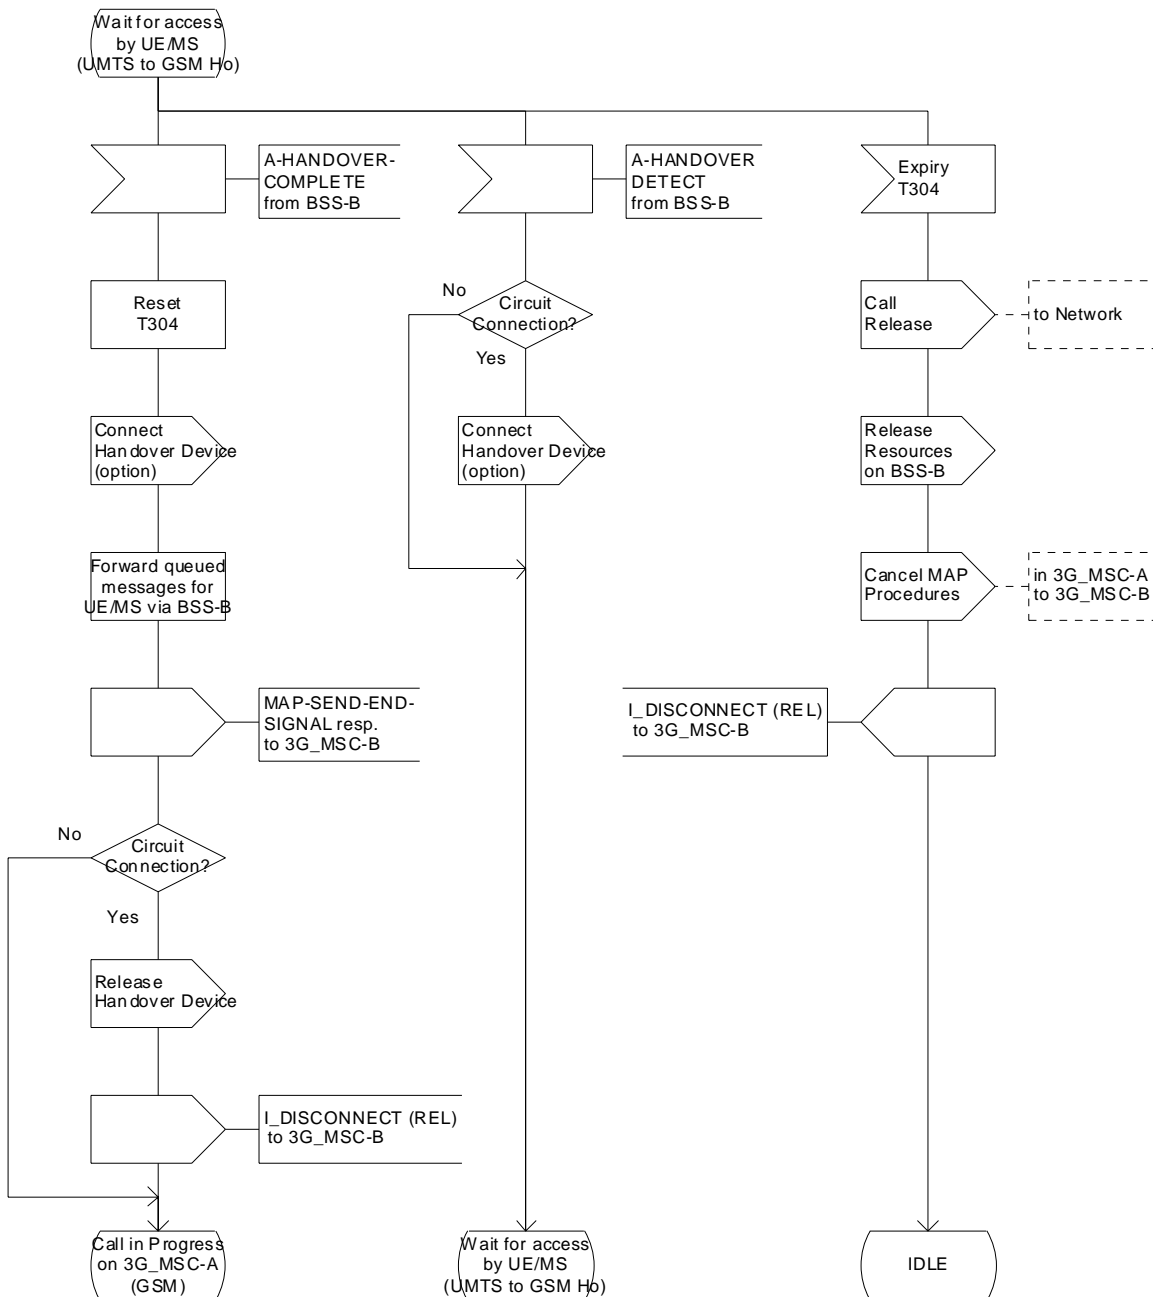 Wait for access
by UE/MS
(UMTS to GSM Ho)
A-HANDOVER-
COMPLETE
from BSS-B
A-HANDOVER
DETECT
from BSS-B
Expiry
T304
Reset
T304
No
Circuit
Connection?
Yes
Call
Release
to Network
Connect
Handover Device
(option)
Connect
Handover Device
(option)
Release
Resources
on BSS-B
Forward queued
messages for
UE/MS via BSS-B
Cancel MAP
Procedures
in 3G_MSC-A
to 3G_MSC-B
MAP-SEND-END-
SIGNAL resp.
to 3G_MSC-B
I_DISCONNECT (REL)
to 3G_MSC-B
No
Circuit
Connection?
Yes
Release
Handover Device
I_DISCONNECT (REL)
to 3G_MSC-B
Call in Progress
on 3G_MSC-A
(GSM)
Wait for access
by UE/MS
(UMTS to GSM Ho)
IDLE